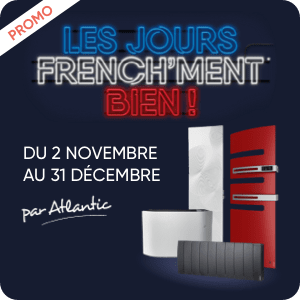 PROMO
LES JOURS
FRENCH'MENT
BIEN !
DU 2 NOVEMBRE
AU 31 DÉCEMBRE
par Atlantic